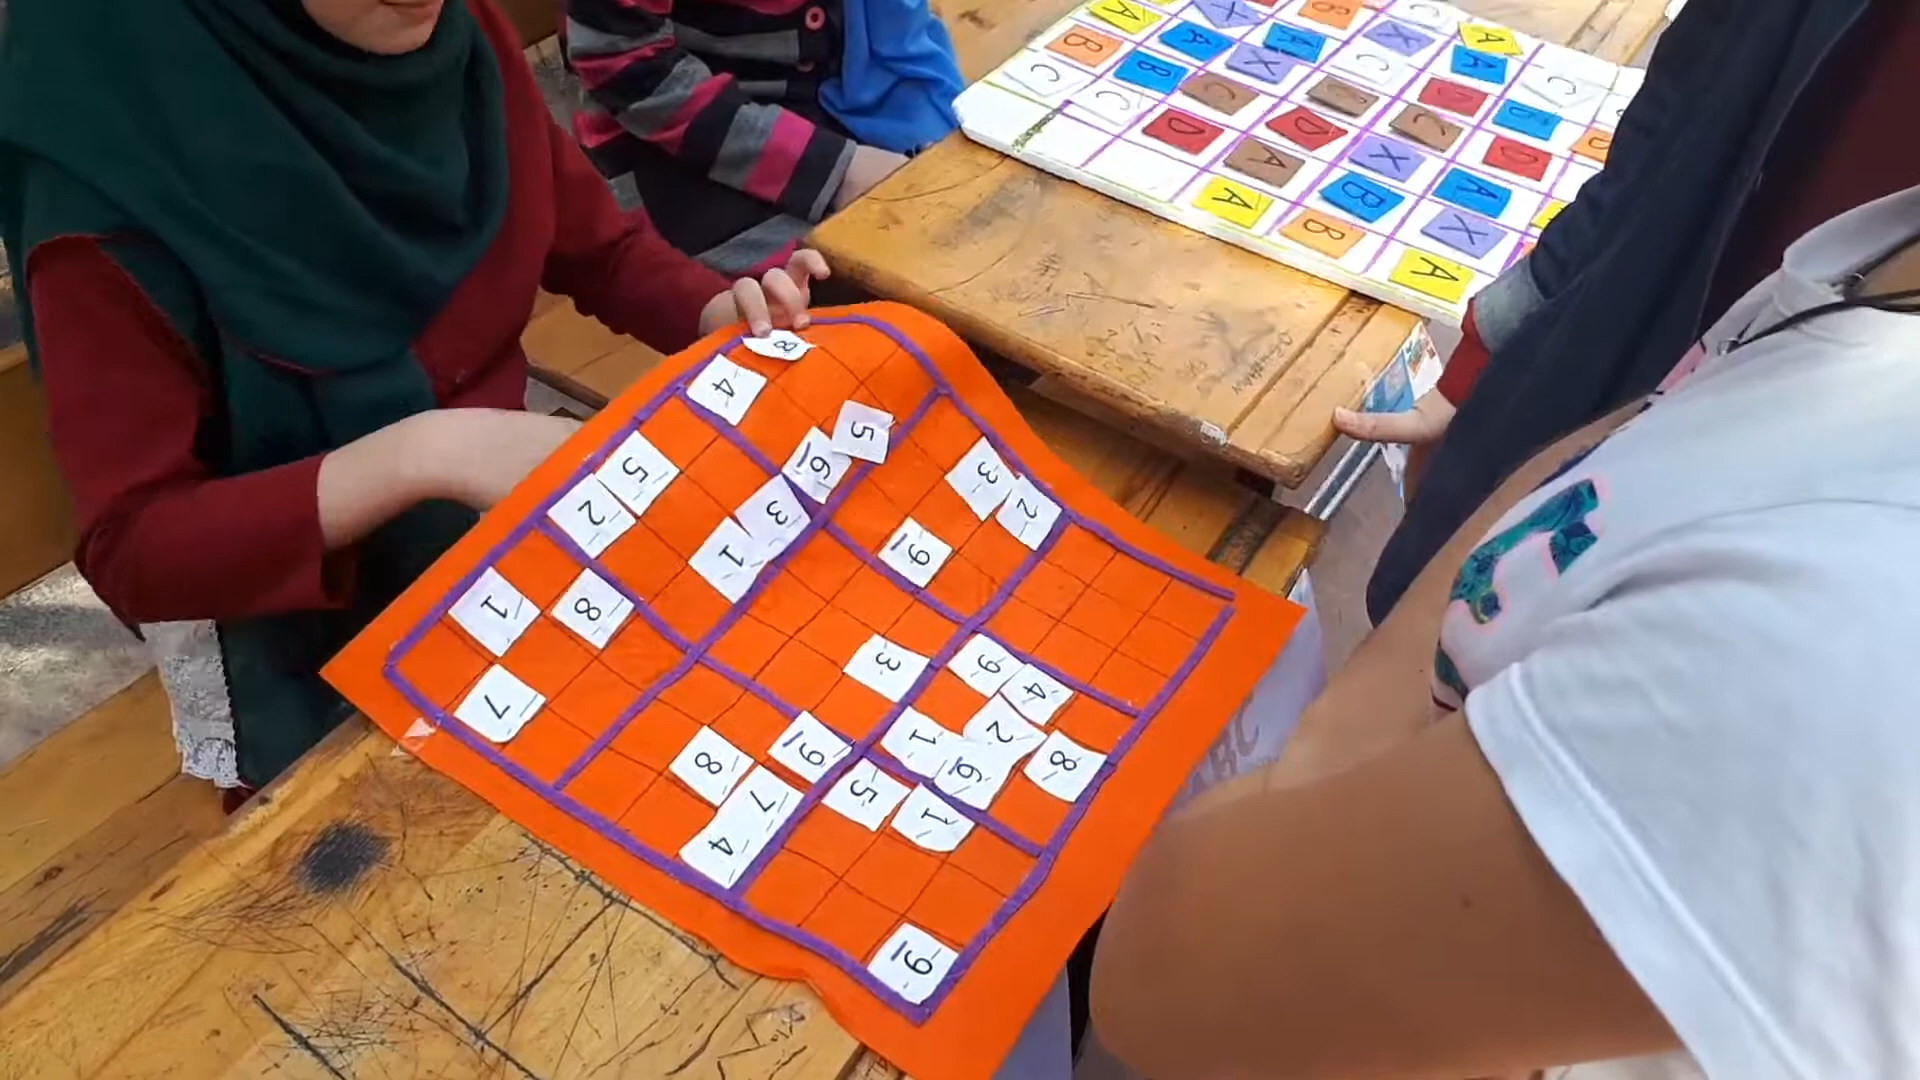 A X B C
B A A X A
C B X C A C
C C C D
D D C B
A X D
A B A
B X
A
8
4
5
5 6 3
2 3 2
1 9
1 8
3 9 4
7 1 2
8 9 6 8
7 5 1
4
9